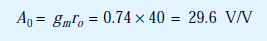 A₀ = gₘrₒ = 0.74 × 40 = 29.6 V/V